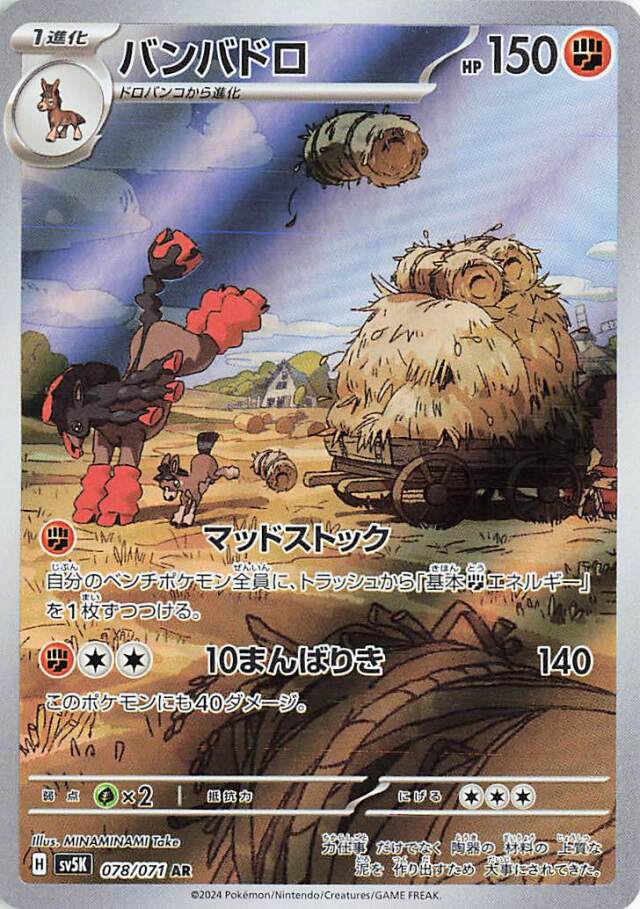 1進化 バンバドロ HP 150
ドロバンコから進化
マッドストック
自分のベンチポケモン全員に、トラッシュから「基本エネルギー」
を1枚ずつつける。
10まんばりき 140
このポケモンにも40ダメージ。
弱点 ×2 抵抗力 にげる
Illus. MINAMINAMI Take
H sv5K 078/071 AR
力仕事 だけでなく 陶器の 材料の 上質な
泥を 作り出すため 大事にされてきた。
©2024 Pokémon/Nintendo/Creatures/GAME FREAK.